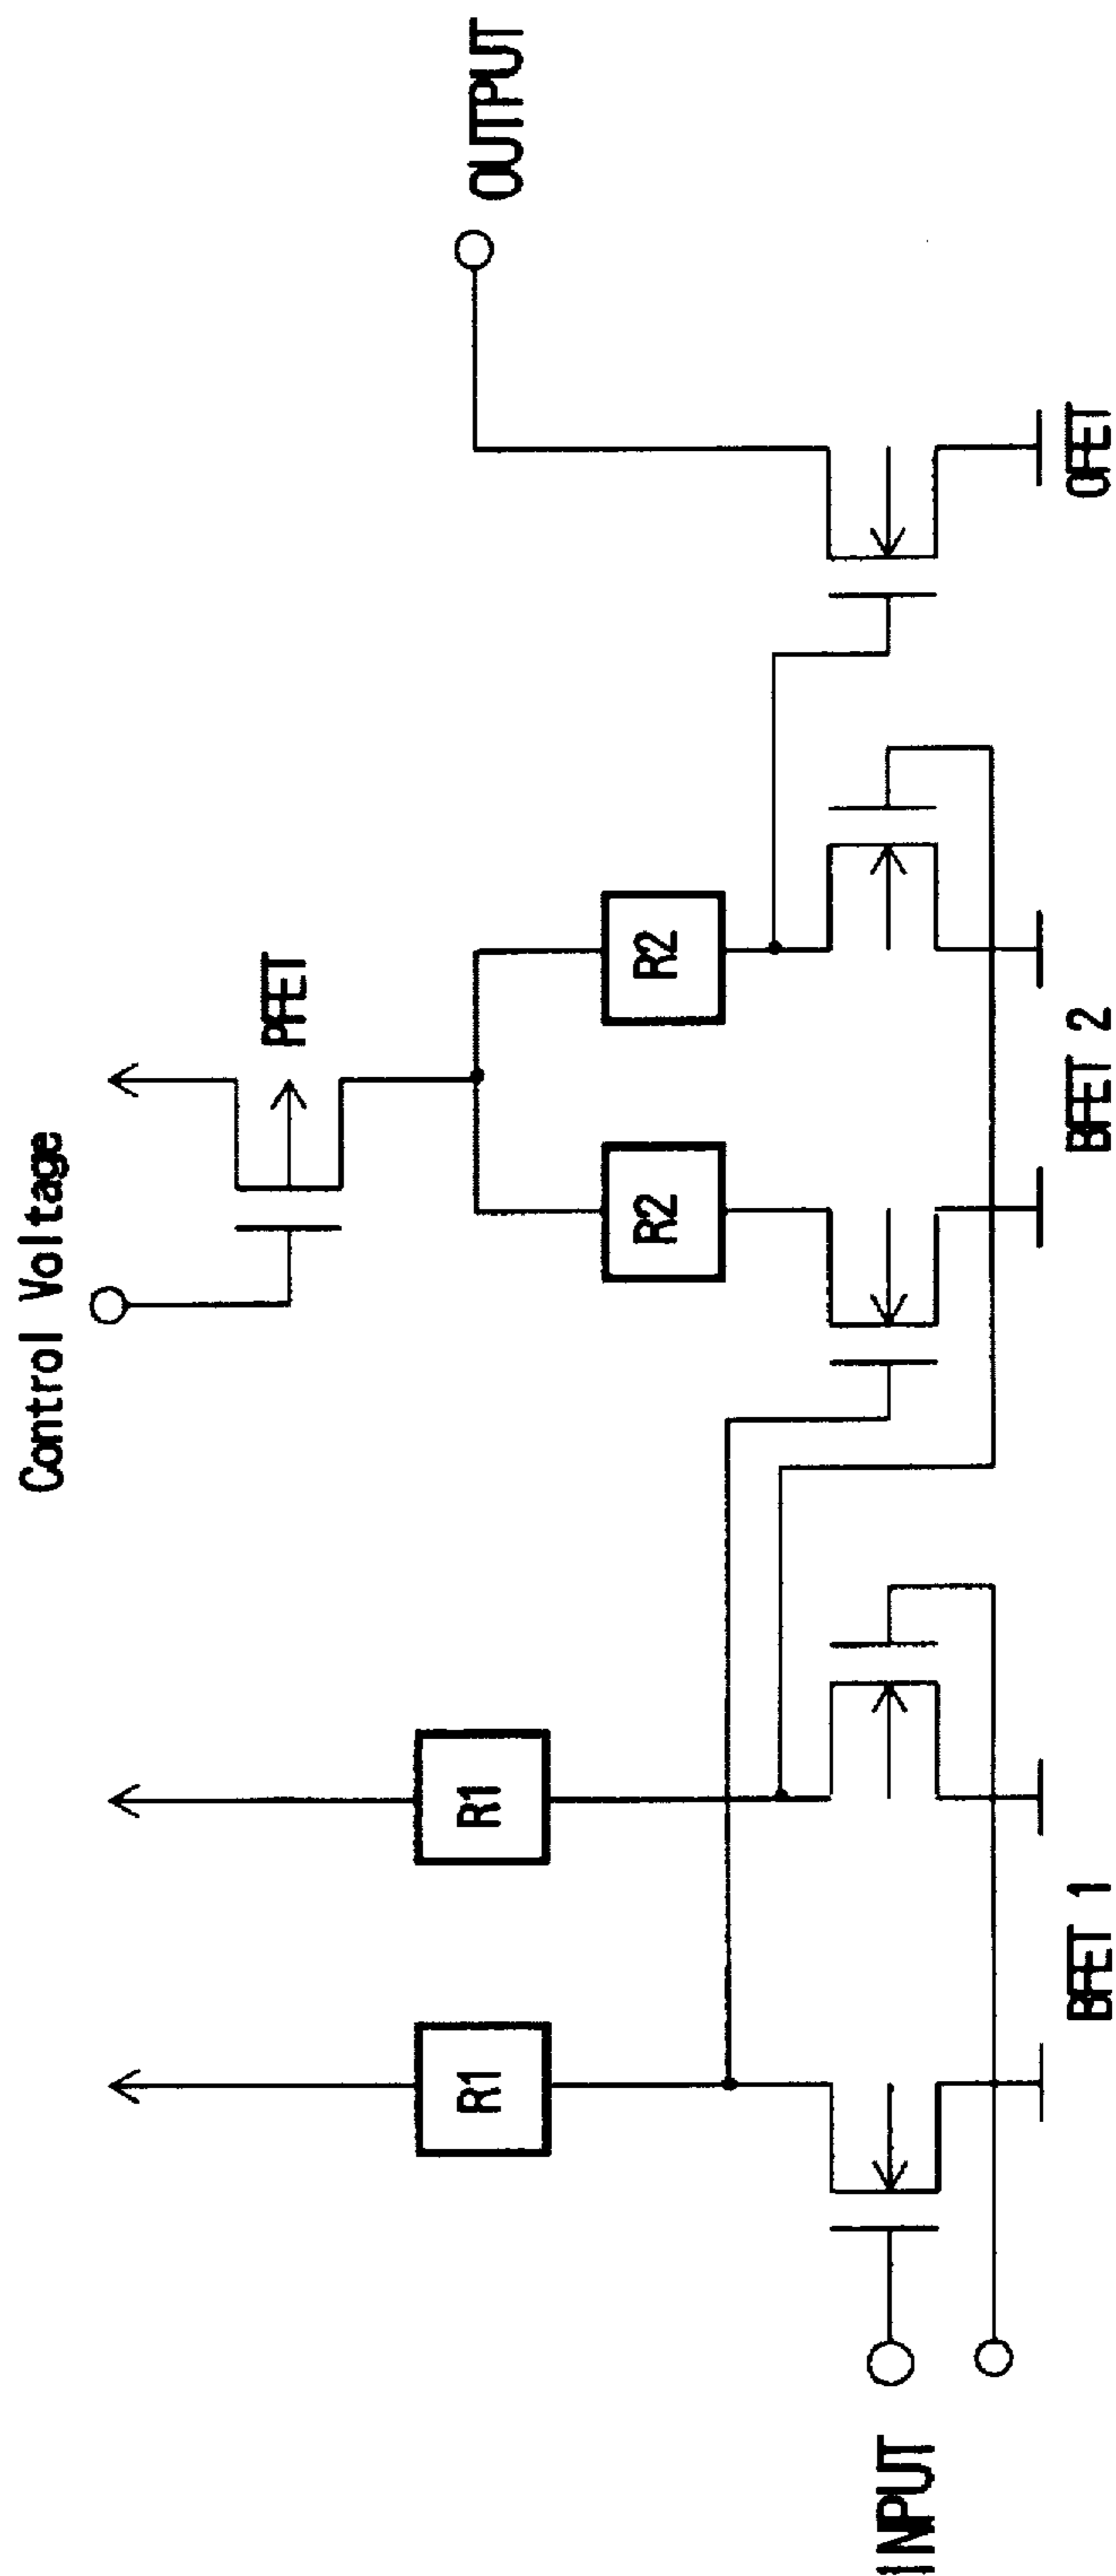 Control Voltage
OUTPUT
PFET
R1
R1
R2
R2
INPUT
BFET 1
BFET 2
OFET